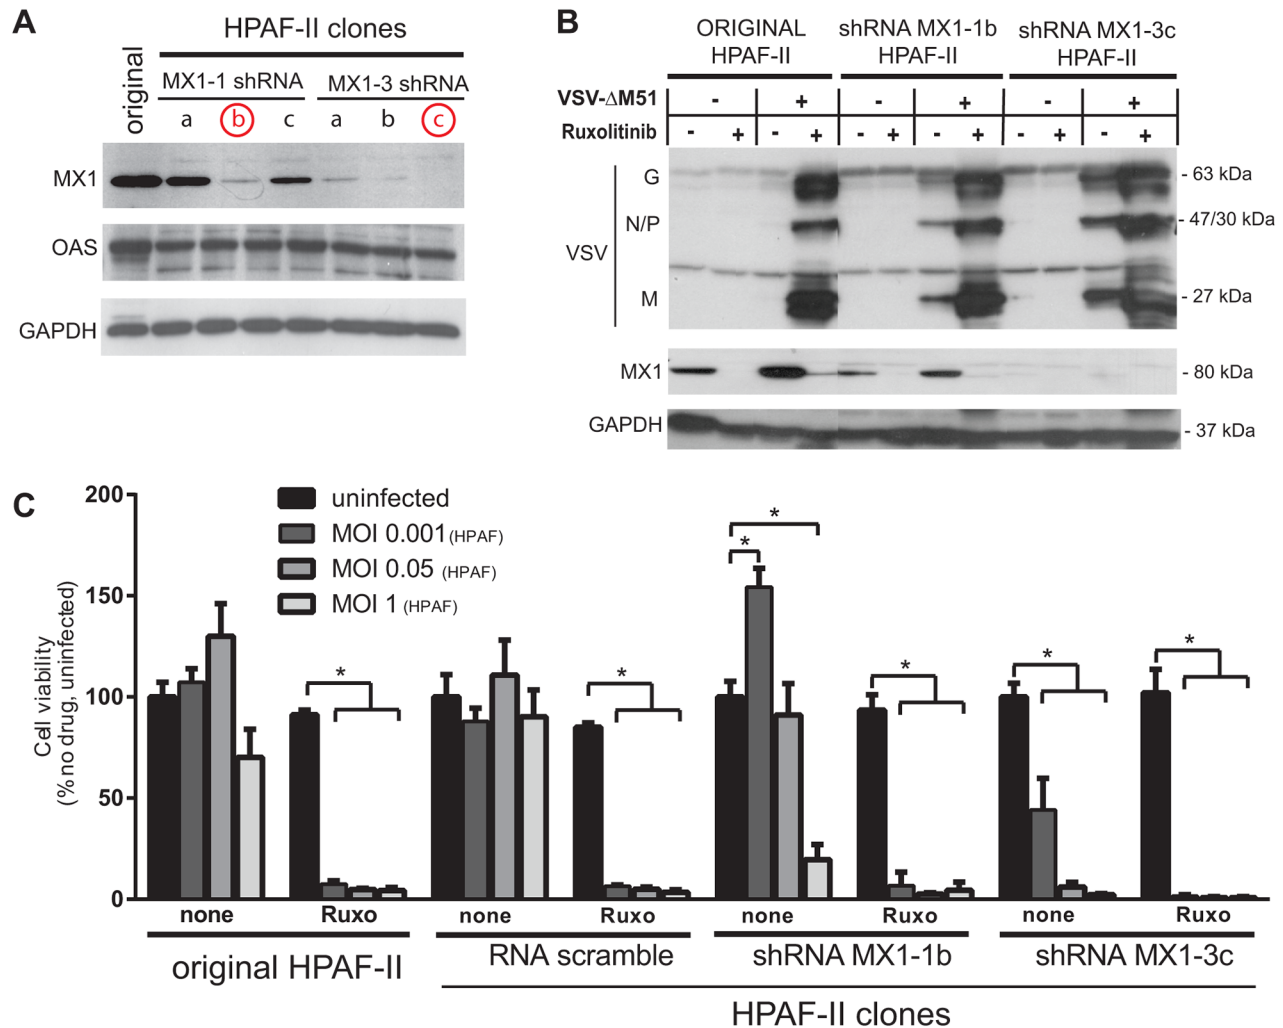 A
HPAF-II clones
original
MX1-1 shRNA MX1-3 shRNA
a b c a b c
MX1
OAS
GAPDH
B
ORIGINAL HPAF-II
shRNA MX1-1b HPAF-II
shRNA MX1-3c HPAF-II
VSV-ΔM51 - + - + - +
Ruxolitinib - + - + - + - + - + - +
VSV
G - 63 kDa
N/P - 47/30 kDa
M - 27 kDa
MX1 - 80 kDa
GAPDH - 37 kDa
C
Cell viability
(% no drug, uninfected)
200
150
100
50
0
uninfected
MOI 0.001 (HPAF)
MOI 0.05 (HPAF)
MOI 1 (HPAF)
* * * * * * *
none Ruxo none Ruxo none Ruxo none Ruxo
original HPAF-II RNA scramble shRNA MX1-1b shRNA MX1-3c
HPAF-II clones